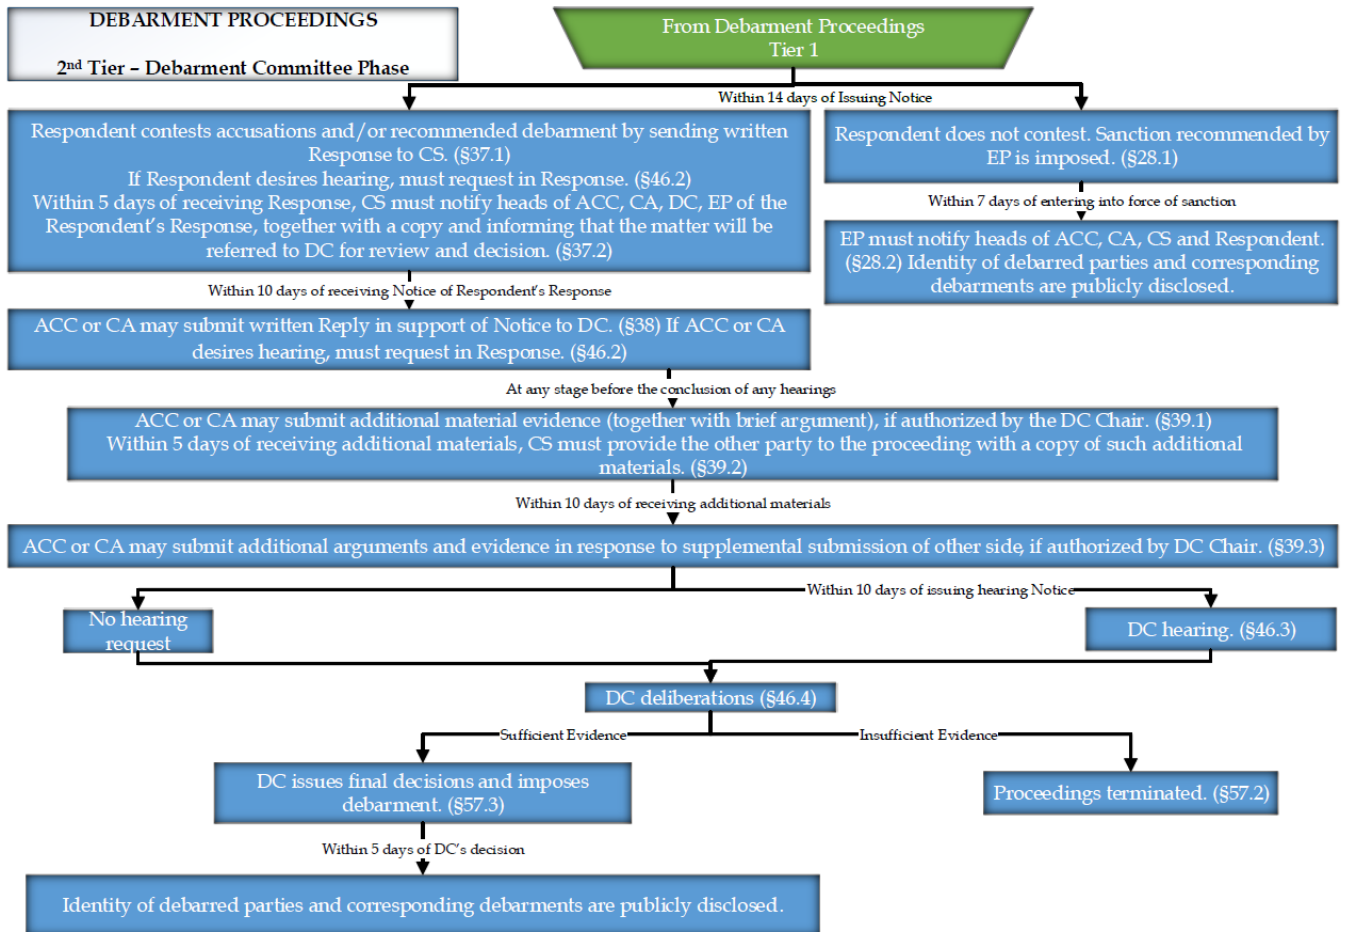 DEBARMENT PROCEEDINGS
2nd Tier – Debarment Committee Phase
From Debarment Proceedings
Tier 1
Within 14 days of Issuing Notice
Respondent contests accusations and/or recommended debarment by sending written
Response to CS. (§37.1)
If Respondent desires hearing, must request in Response. (§46.2)
Within 5 days of receiving Response, CS must notify heads of ACC, CA, DC, EP of the
Respondent's Response, together with a copy and informing that the matter will be
referred to DC for review and decision. (§37.2)
Respondent does not contest. Sanction recommended by
EP is imposed. (§28.1)
Within 7 days of entering into force of sanction
EP must notify heads of ACC, CA, CS and Respondent.
(§28.2) Identity of debarred parties and corresponding
debarments are publicly disclosed.
Within 10 days of receiving Notice of Respondent's Response
ACC or CA may submit written Reply in support of Notice to DC. (§38) If ACC or CA
desires hearing, must request in Response. (§46.2)
At any stage before the conclusion of any hearings
ACC or CA may submit additional material evidence (together with brief argument), if authorized by the DC Chair. (§39.1)
Within 5 days of receiving additional materials, CS must provide the other party to the proceeding with a copy of such additional
materials. (§39.2)
Within 10 days of receiving additional materials
ACC or CA may submit additional arguments and evidence in response to supplemental submission of other side, if authorized by DC Chair. (§39.3)
Within 10 days of issuing hearing Notice
No hearing
request
DC hearing. (§46.3)
DC deliberations (§46.4)
Sufficient Evidence
Insufficient Evidence
DC issues final decisions and imposes
debarment. (§57.3)
Proceedings terminated. (§57.2)
Within 5 days of DC's decision
Identity of debarred parties and corresponding debarments are publicly disclosed.